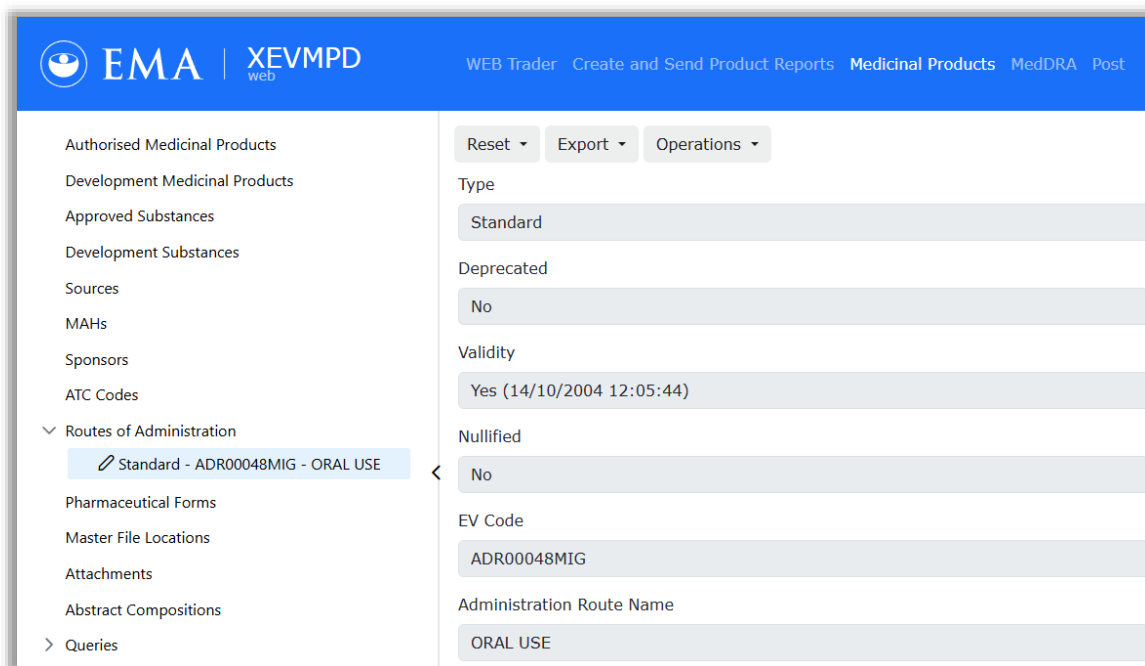 EMA
XEVMPD
web
WEB Trader Create and Send Product Reports Medicinal Products MedDRA Post
Authorised Medicinal Products
Development Medicinal Products
Approved Substances
Development Substances
Sources
MAHs
Sponsors
ATC Codes
Routes of Administration
Standard - ADR00048MIG - ORAL USE
Pharmaceutical Forms
Master File Locations
Attachments
Abstract Compositions
Queries
Reset Export Operations
Type
Standard
Deprecated
No
Validity
Yes (14/10/2004 12:05:44)
Nullified
No
EV Code
ADR00048MIG
Administration Route Name
ORAL USE